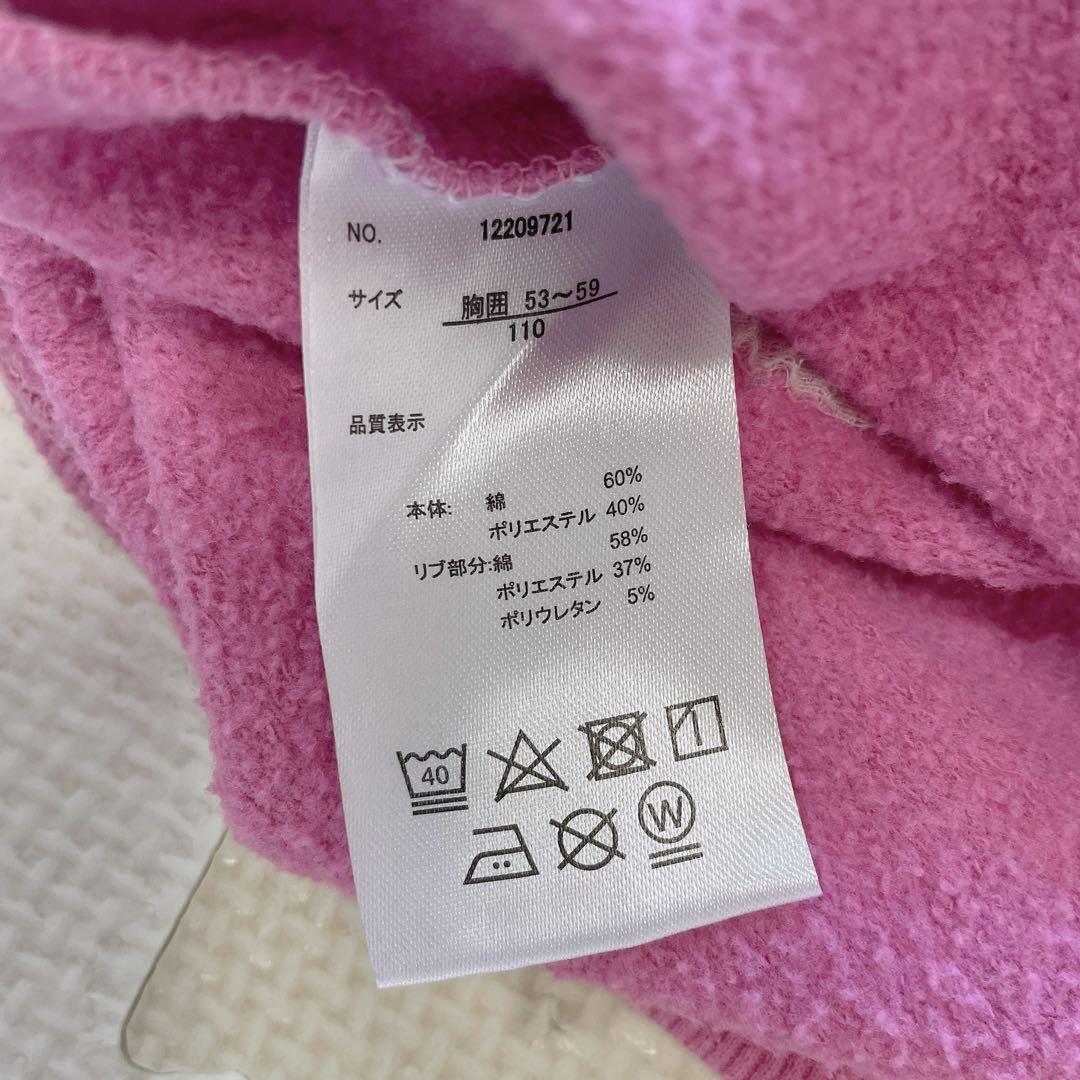 NO. 12209721
サイズ 胸囲 53～59
110
品質表示
本体: 綿 60%
ポリエステル 40%
リブ部分:綿 58%
ポリエステル 37%
ポリウレタン 5%
40
W